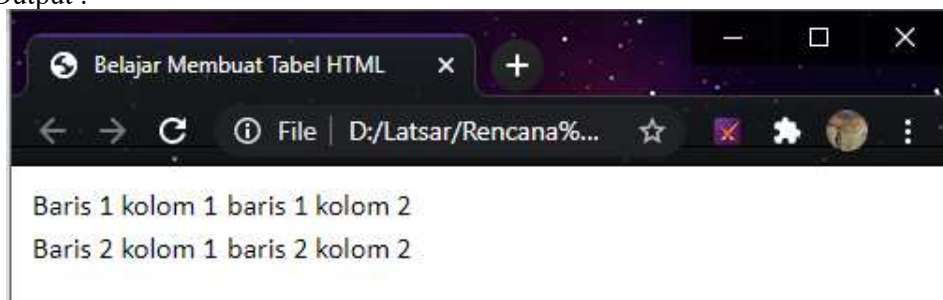 Output :
Belajar Membuat Tabel HTML
File | D:/Latsar/Rencana%...
Baris 1 kolom 1 baris 1 kolom 2
Baris 2 kolom 1 baris 2 kolom 2